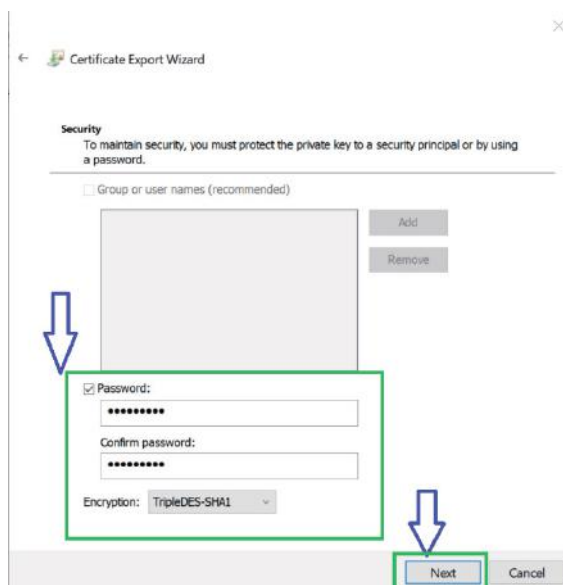 Certificate Export Wizard
Security
To maintain security, you must protect the private key to a security principal or by using
a password.
Group or user names (recommended)
Add
Remove
Password:
•••••••••
Confirm password:
•••••••••
Encryption: TripleDES-SHA1
Next Cancel